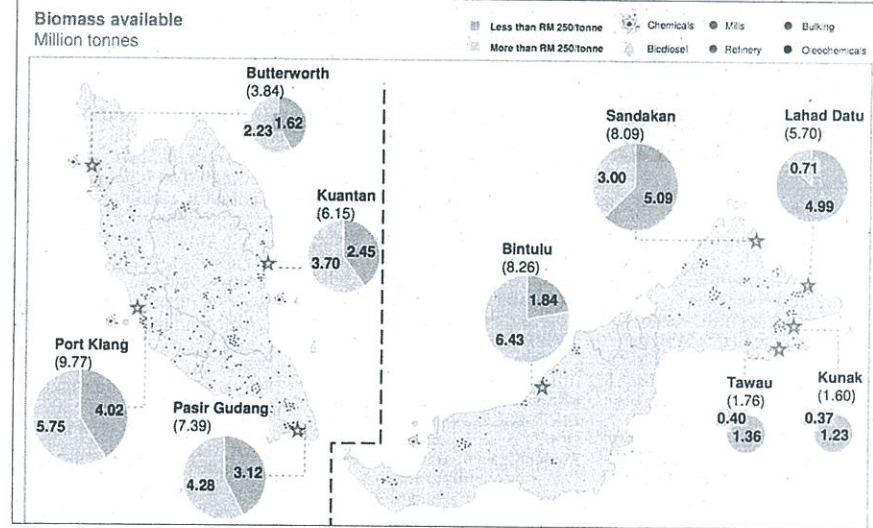 Biomass available
Million tonnes
Less than RM 250/tonne
More than RM 250/tonne
Chemicals
Biodiesel
Mills
Refinery
Bulking
Oleochemicals
Butterworth
(3.84)
2.23 1.62
Kuantan
(6.15)
3.70 2.45
Port Klang
(9.77)
5.75 4.02
Pasir Gudang
(7.39)
4.28 3.12
Sandakan
(8.09)
3.00 5.09
Lahad Datu
(5.70)
0.71
4.99
Bintulu
(8.26)
1.84
6.43
Tawau
(1.76)
0.40
1.36
Kunak
(1.60)
0.37
1.23